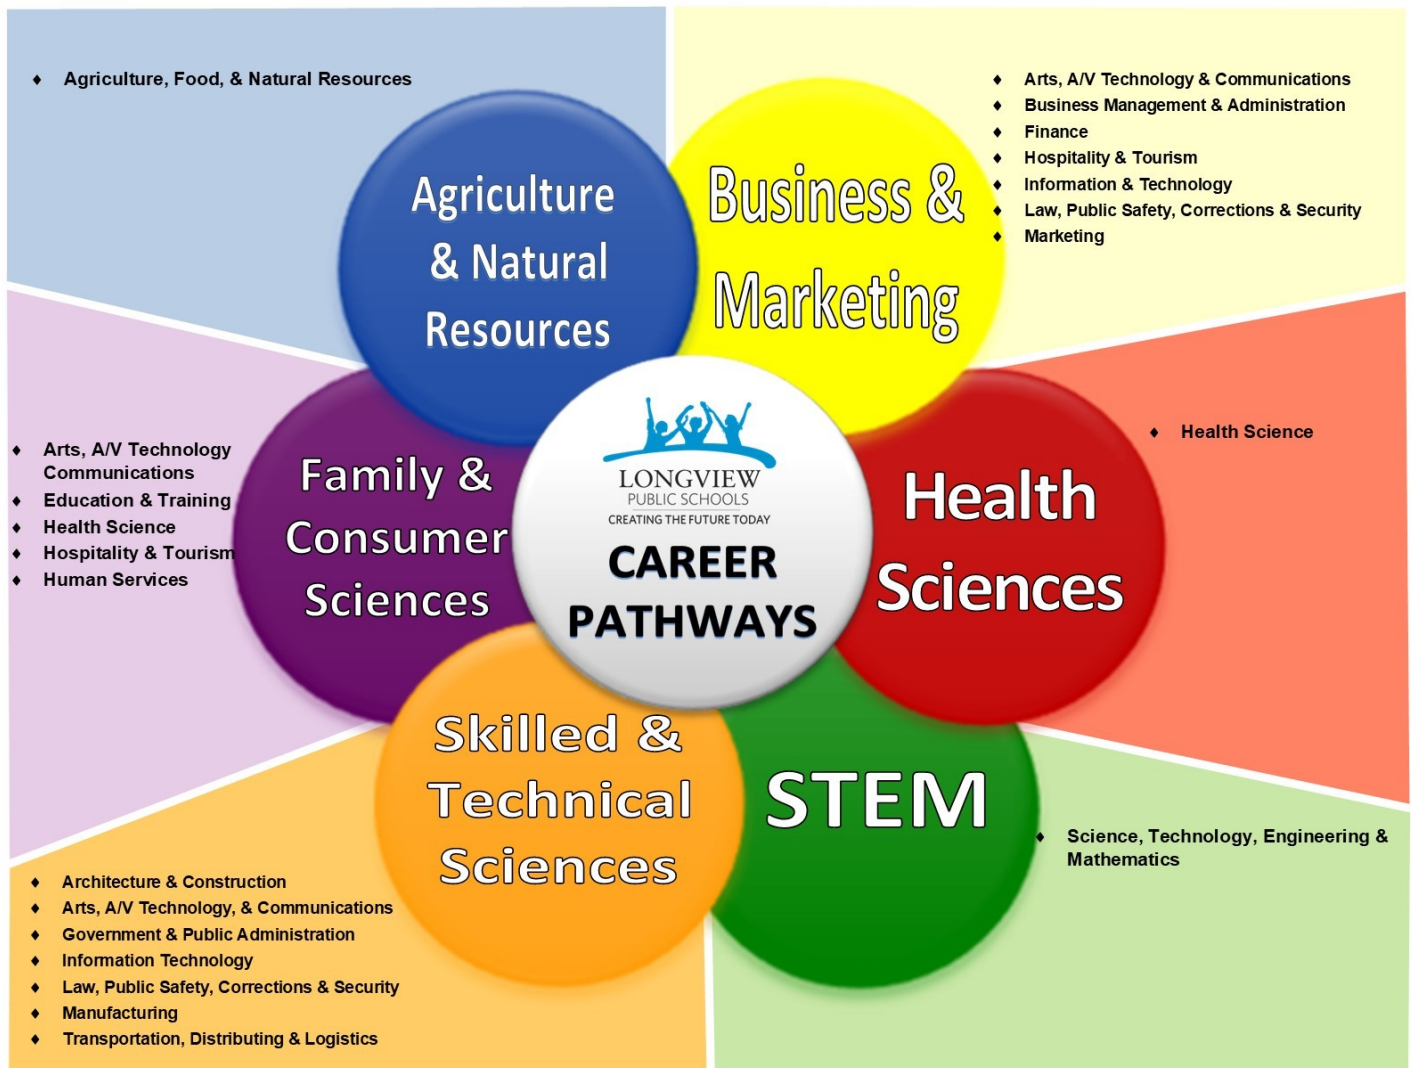 Agriculture, Food, & Natural Resources
Agriculture
& Natural
Resources
Business &
Marketing
Arts, A/V Technology & Communications
Business Management & Administration
Finance
Hospitality & Tourism
Information & Technology
Law, Public Safety, Corrections & Security
Marketing
Arts, A/V Technology
Communications
Education & Training
Health Science
Hospitality & Tourism
Human Services
Family &
Consumer
Sciences
LONGVIEW
PUBLIC SCHOOLS
CREATING THE FUTURE TODAY
CAREER
PATHWAYS
Health
Sciences
Health Science
Skilled &
Technical
Sciences
Architecture & Construction
Arts, A/V Technology, & Communications
Government & Public Administration
Information Technology
Law, Public Safety, Corrections & Security
Manufacturing
Transportation, Distributing & Logistics
STEM
Science, Technology, Engineering &
Mathematics